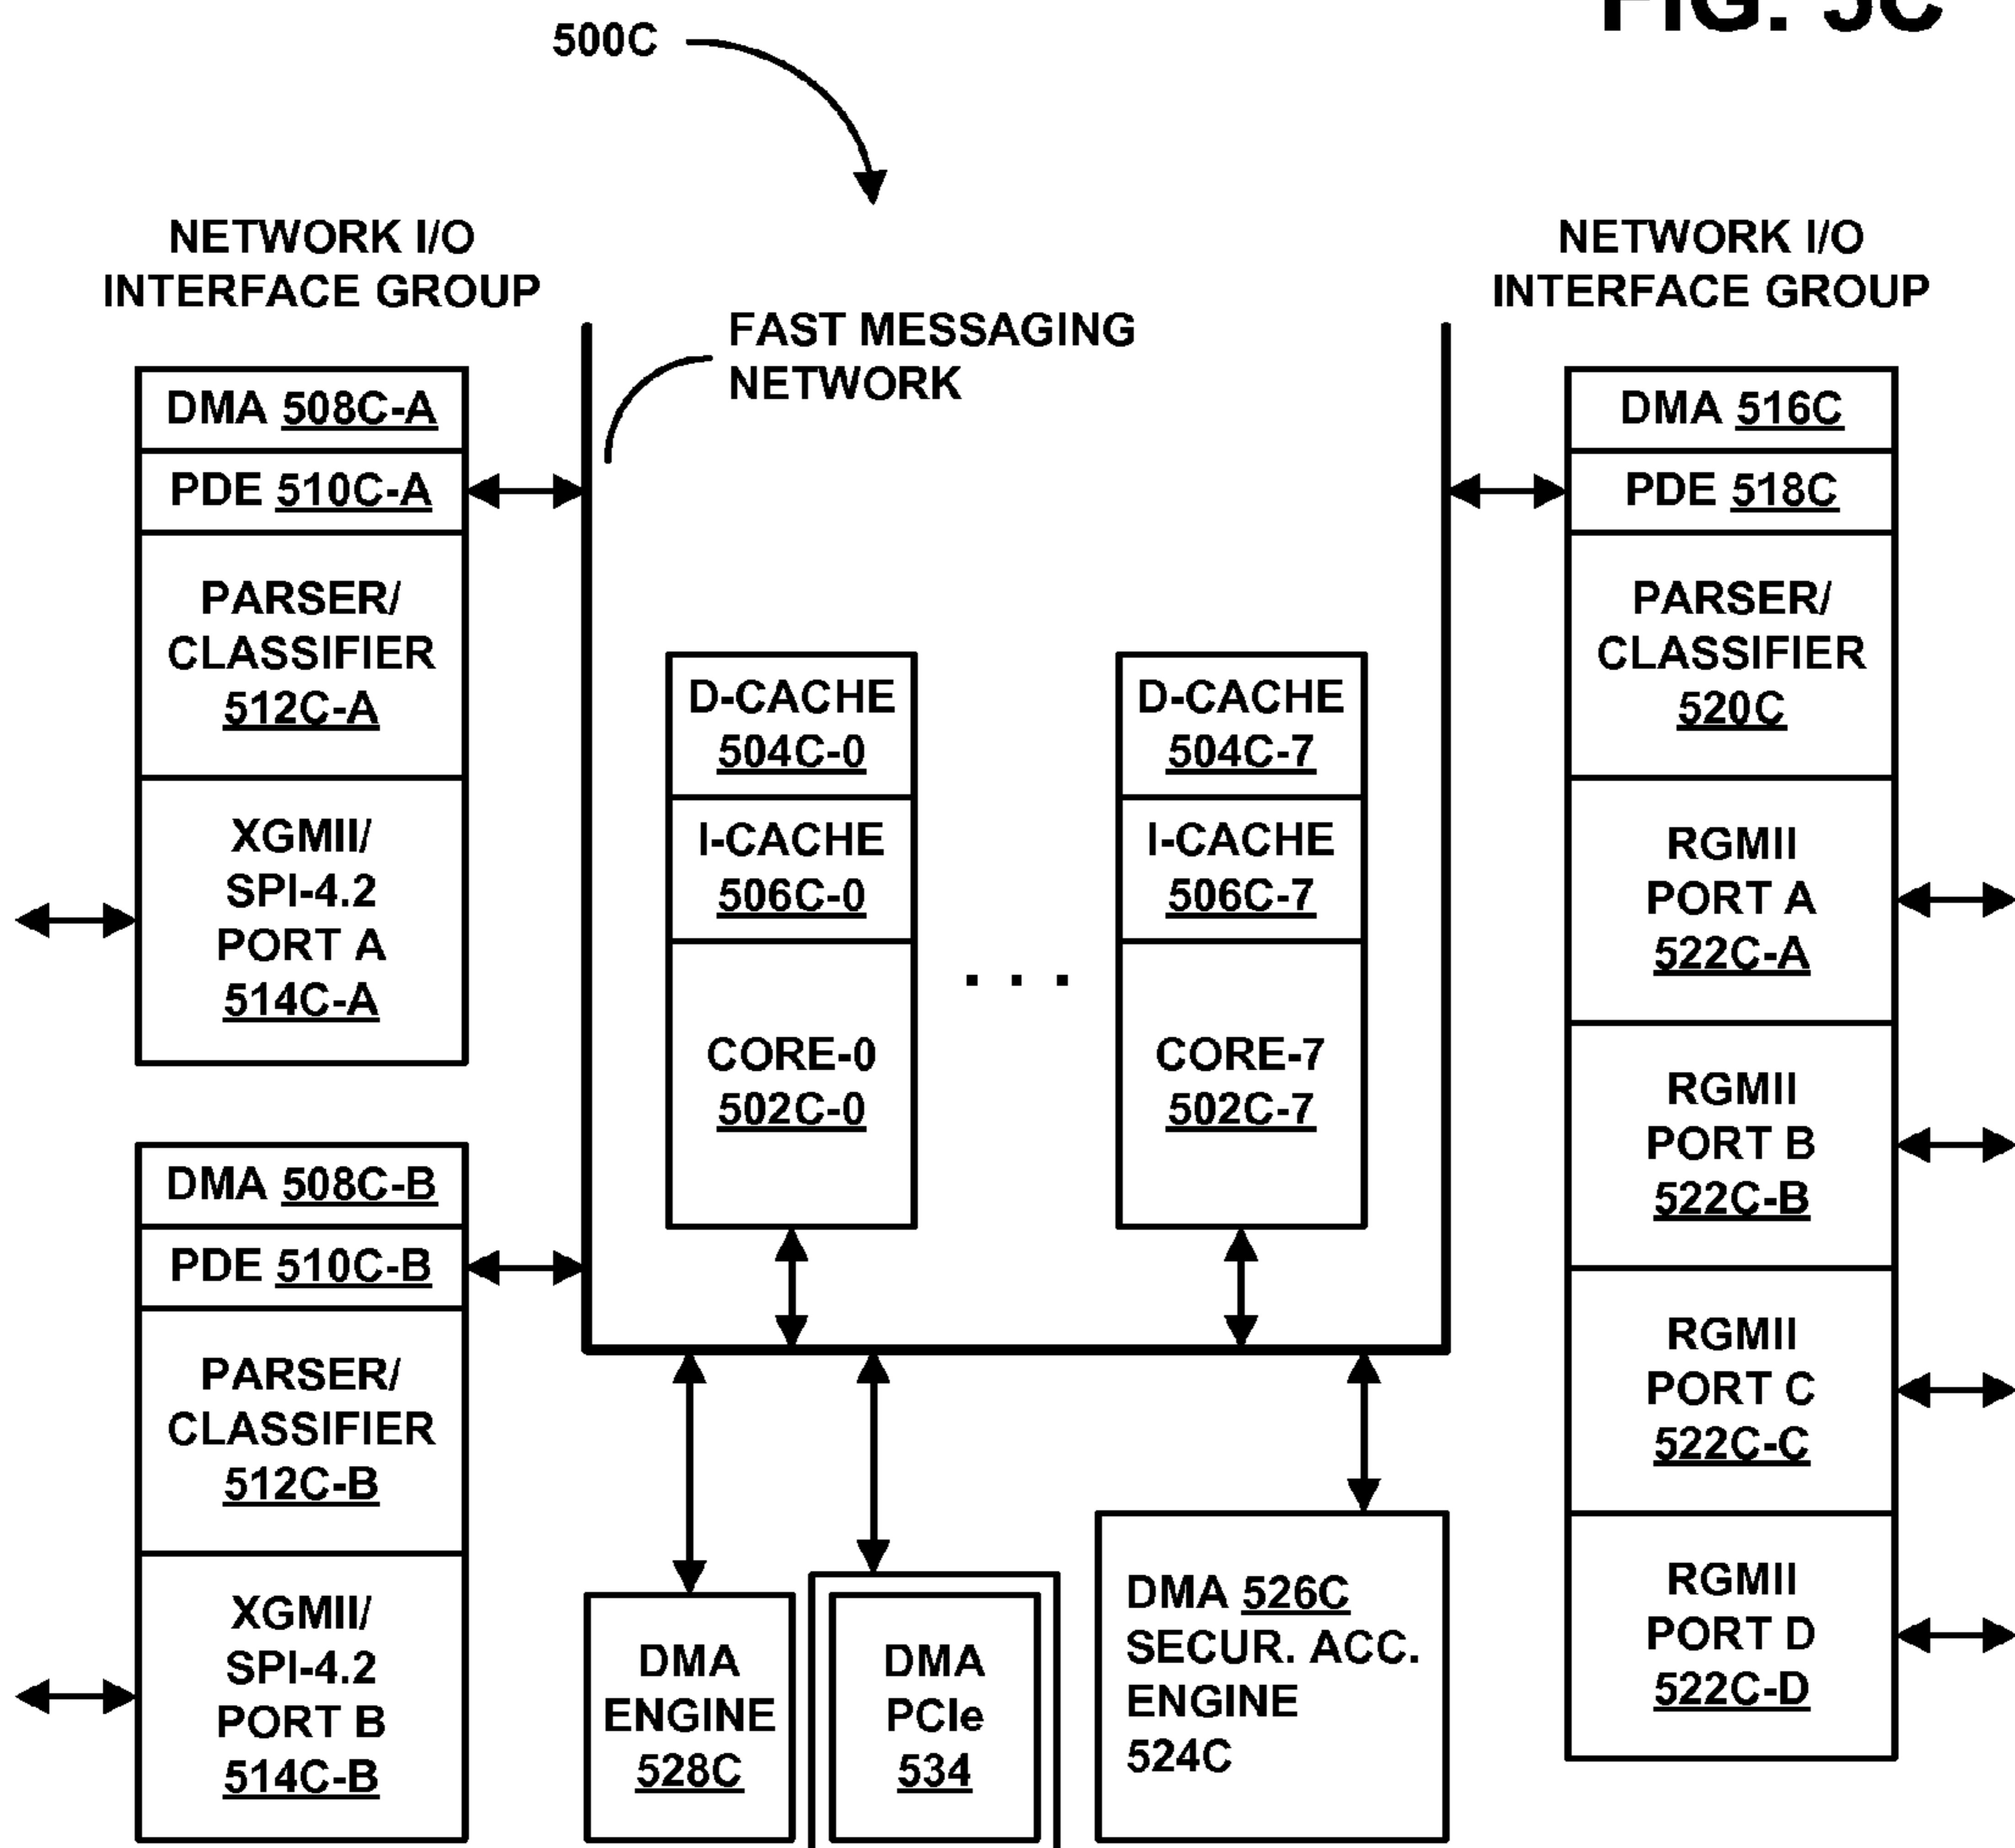 FIG. 5C
500C
NETWORK I/O
INTERFACE GROUP
DMA 508C-A
PDE 510C-A
PARSER/
CLASSIFIER
512C-A
XGMII/
SPI-4.2
PORT A
514C-A
DMA 508C-B
PDE 510C-B
PARSER/
CLASSIFIER
512C-B
XGMII/
SPI-4.2
PORT B
514C-B
FAST MESSAGING
NETWORK
D-CACHE
504C-0
I-CACHE
506C-0
CORE-0
502C-0
. . .
D-CACHE
504C-7
I-CACHE
506C-7
CORE-7
502C-7
DMA
ENGINE
528C
DMA
PCIe
534
DMA 526C
SECUR. ACC.
ENGINE
524C
NETWORK I/O
INTERFACE GROUP
DMA 516C
PDE 518C
PARSER/
CLASSIFIER
520C
RGMII
PORT A
522C-A
RGMII
PORT B
522C-B
RGMII
PORT C
522C-C
RGMII
PORT D
522C-D